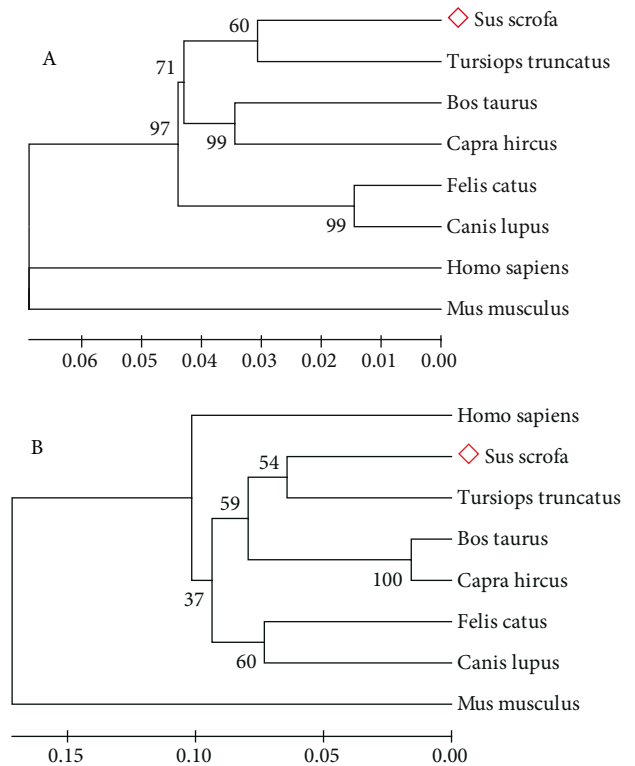 60
Sus scrofa
A
Tursiops truncatus
71
Bos taurus
97
99
Capra hircus
Felis catus
99
Canis lupus
Homo sapiens
Mus musculus
0.06 0.05 0.04 0.03 0.02 0.01 0.00
Homo sapiens
B
54
Sus scrofa
Tursiops truncatus
59
Bos taurus
100
Capra hircus
37
Felis catus
60
Canis lupus
Mus musculus
0.15 0.10 0.05 0.00